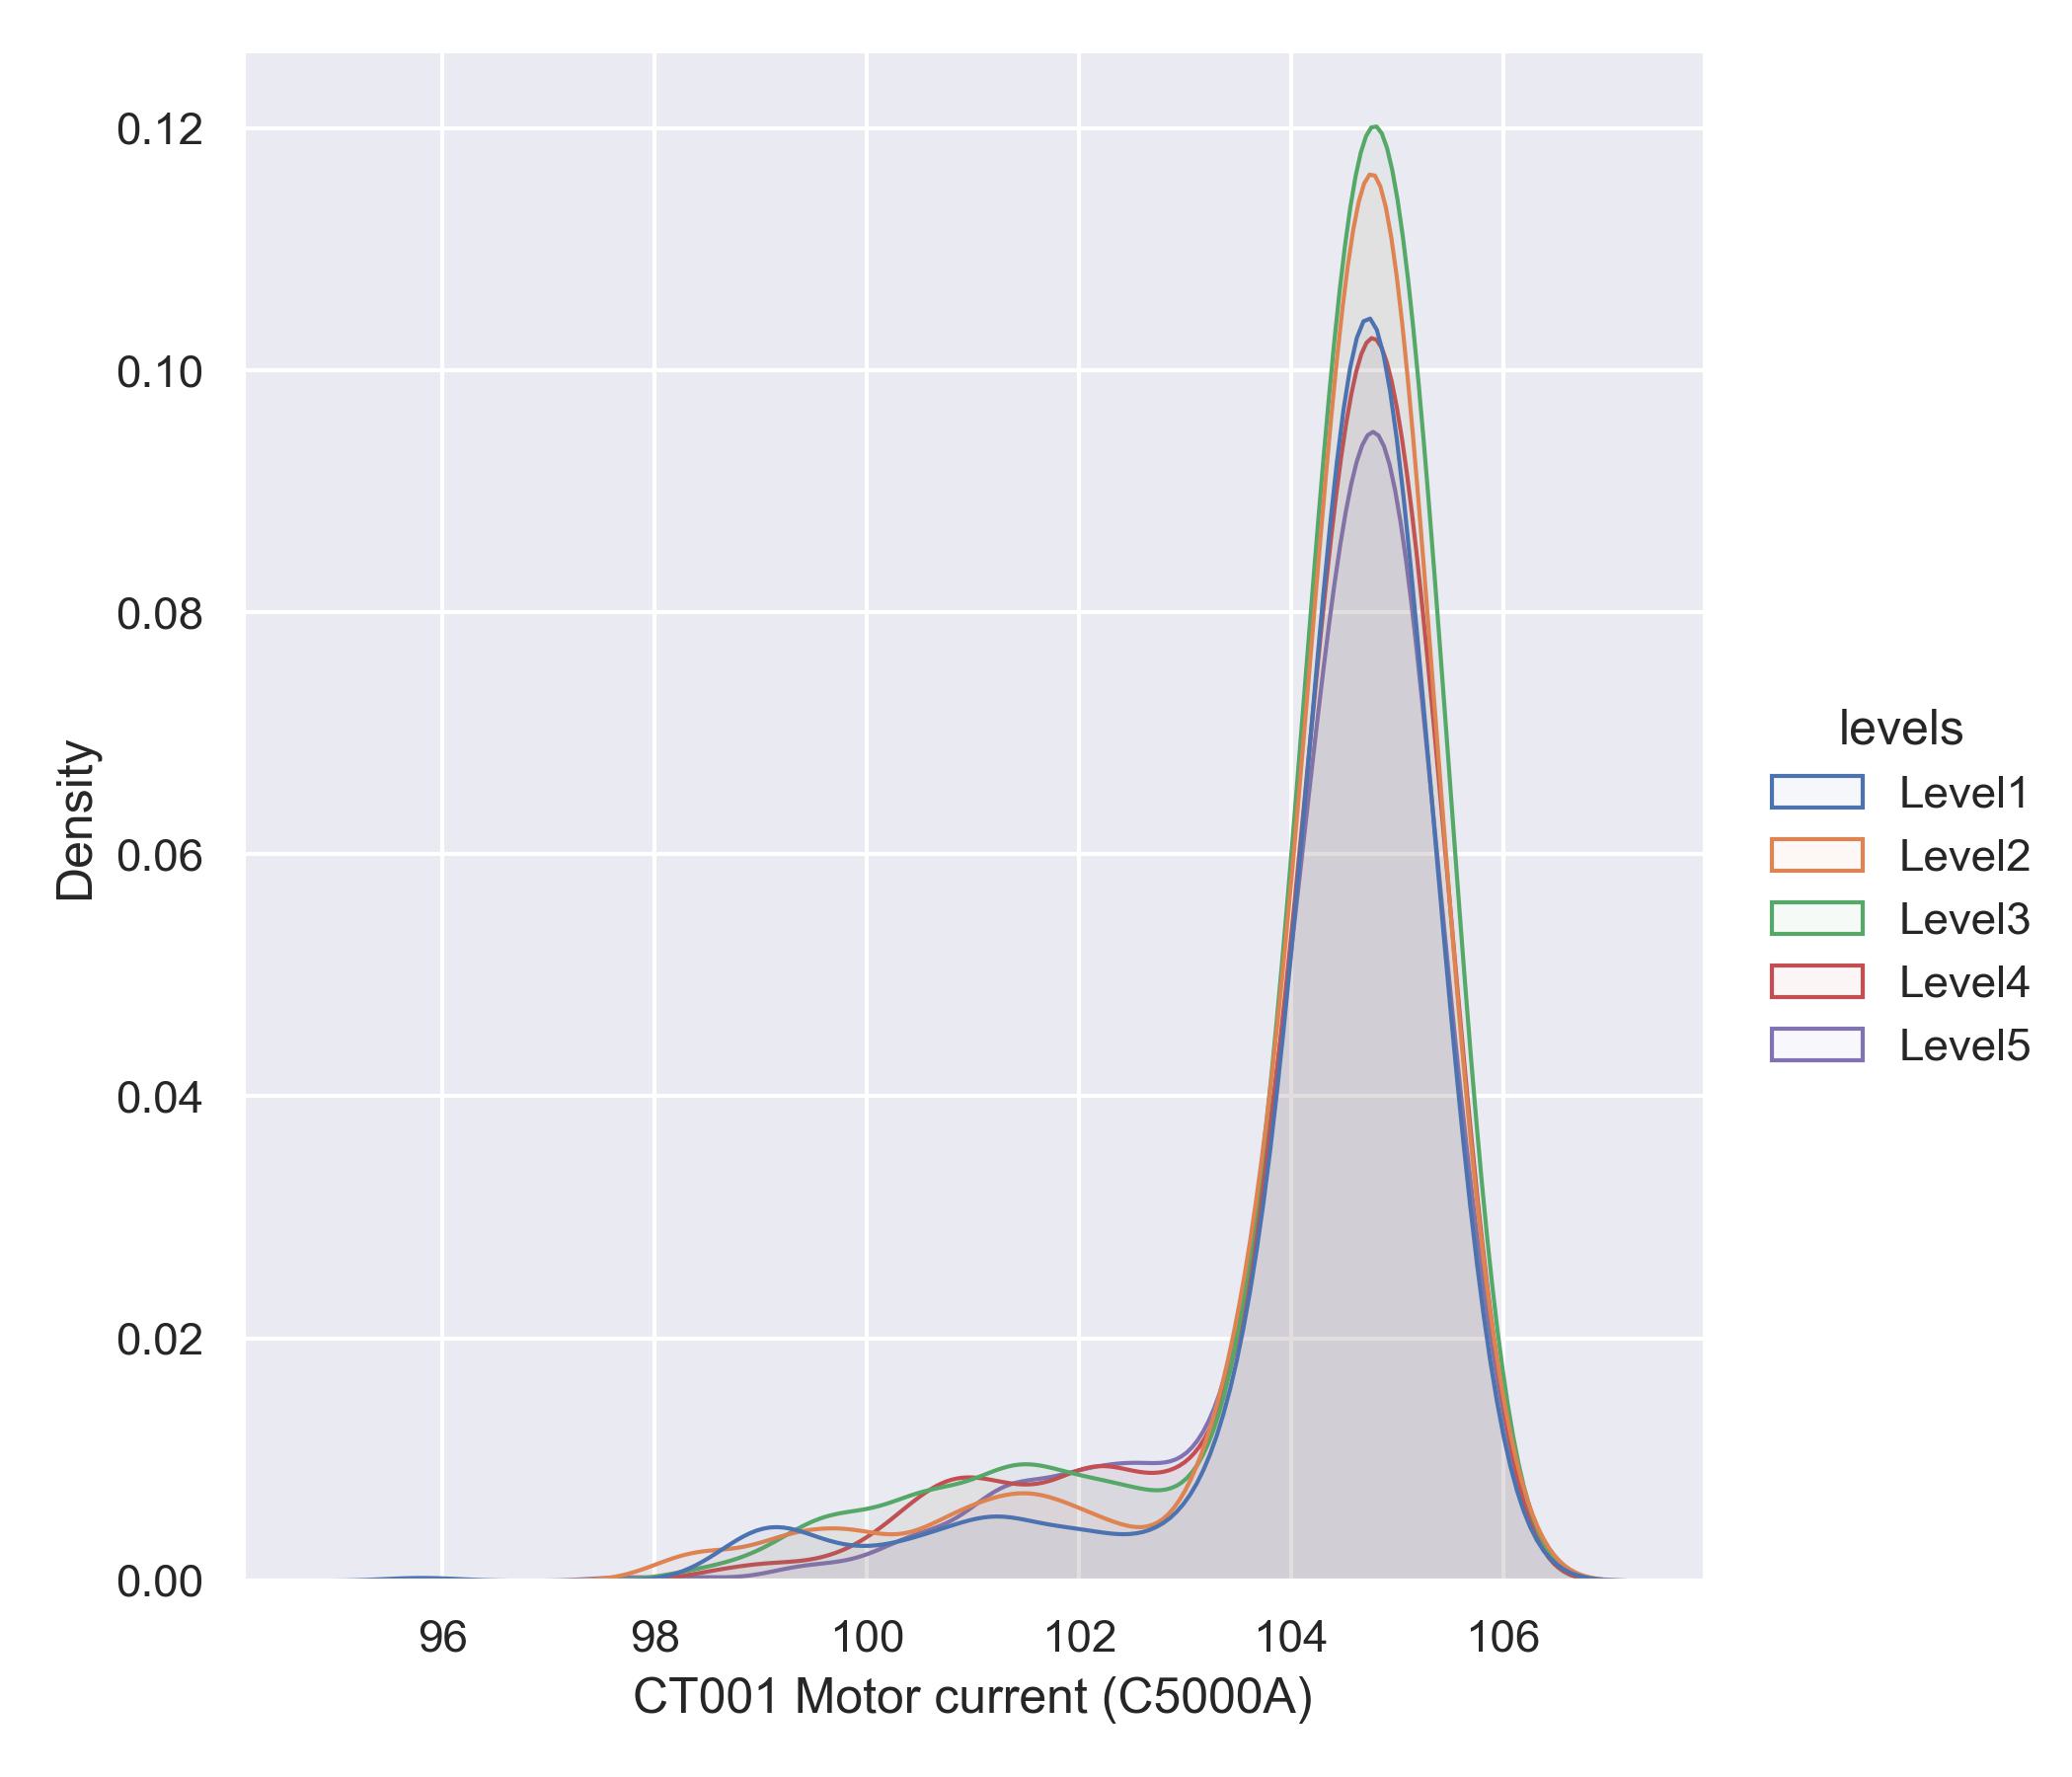 0.12
0.10
0.08
0.06
0.04
0.02
0.00
Density
96 98 100 102 104 106
CT001 Motor current (C5000A)
levels
Level1
Level2
Level3
Level4
Level5